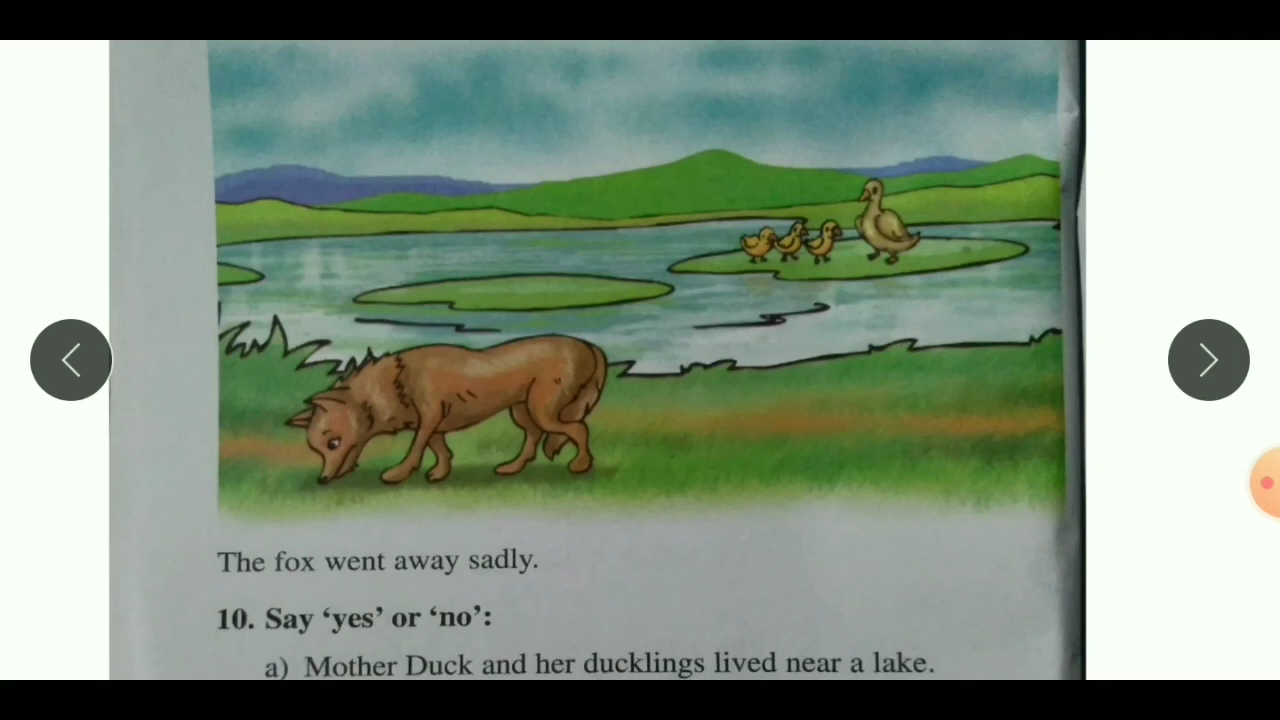 The fox went away sadly.
10. Say ‘yes’ or ‘no’:
a) Mother Duck and her ducklings lived near a lake.